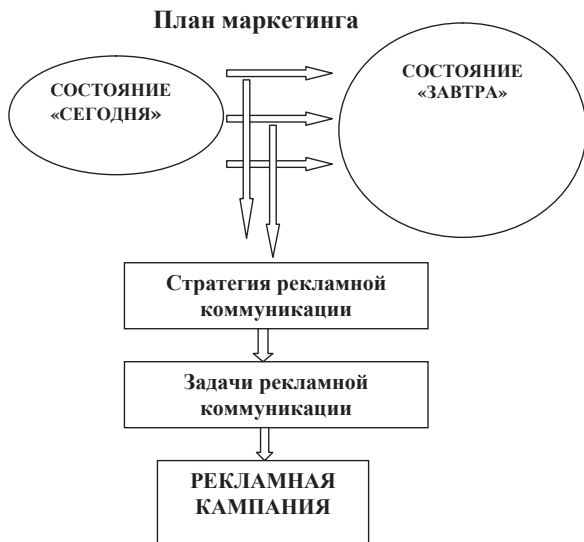 План маркетинга
СОСТОЯНИЕ
«СЕГОДНЯ»
СОСТОЯНИЕ
«ЗАВТРА»
Стратегия рекламной
коммуникации
Задачи рекламной
коммуникации
РЕКЛАМНАЯ
КАМПАНИЯ